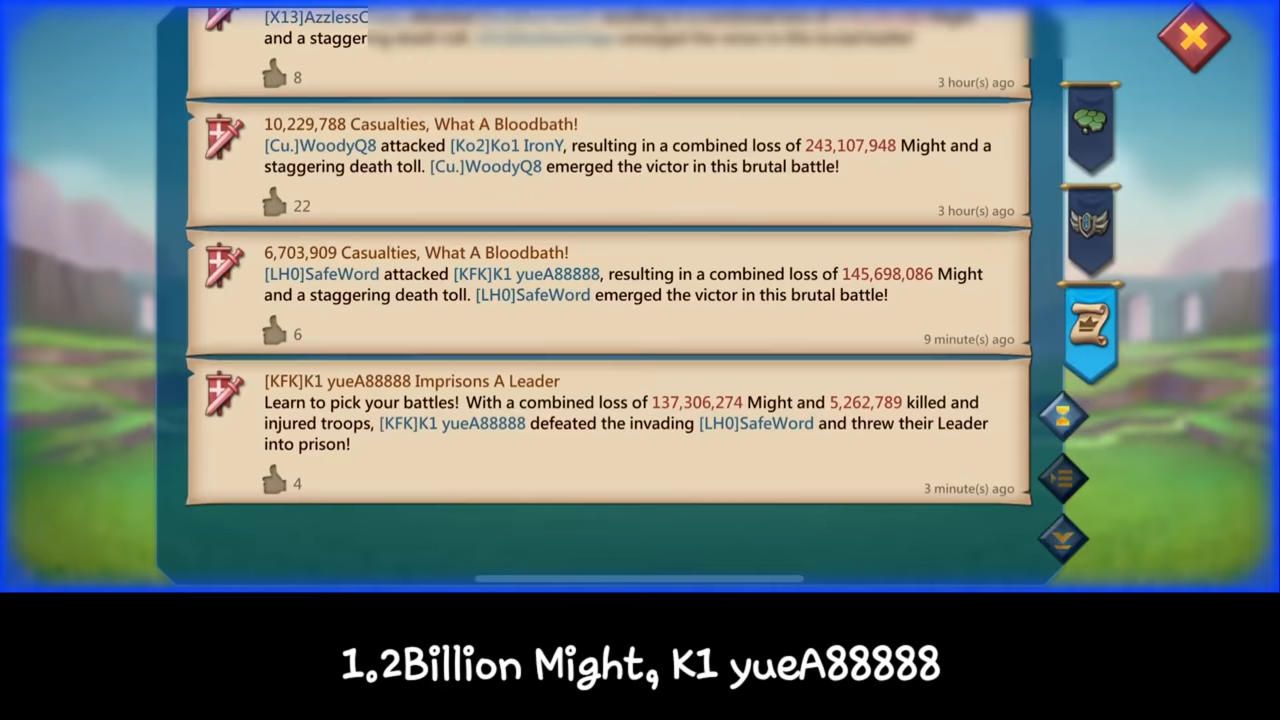 [X13]AzzlessC
and a stagger
8
3 hour(s) ago
10,229,788 Casualties, What A Bloodbath!
[Cu.]WoodyQ8 attacked [Ko2]Ko1 IronY, resulting in a combined loss of 243,107,948 Might and a
staggering death toll. [Cu.]WoodyQ8 emerged the victor in this brutal battle!
22
3 hour(s) ago
6,703,909 Casualties, What A Bloodbath!
[LH0]SafeWord attacked [KFK]K1 yueA88888, resulting in a combined loss of 145,698,086 Might
and a staggering death toll. [LH0]SafeWord emerged the victor in this brutal battle!
6
9 minute(s) ago
[KFK]K1 yueA88888 Imprisons A Leader
Learn to pick your battles! With a combined loss of 137,306,274 Might and 5,262,789 killed and
injured troops, [KFK]K1 yueA88888 defeated the invading [LH0]SafeWord and threw their Leader
into prison!
4
3 minute(s) ago
1.2Billion Might, K1 yueA88888